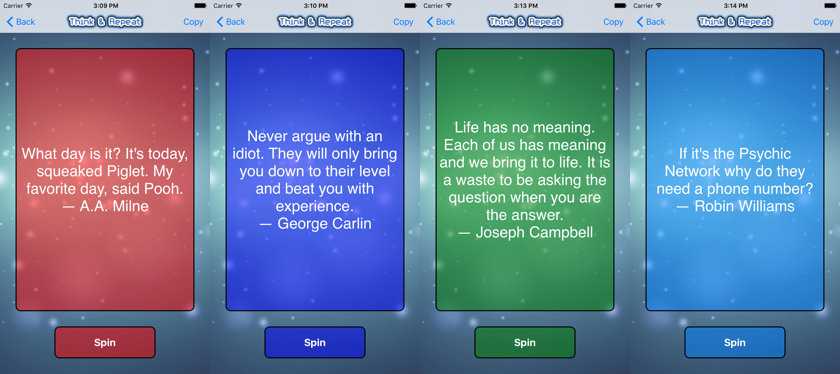 Carrier 3:09 PM
Back Think & Repeat Copy
What day is it? It's today,
squeaked Piglet. My
favorite day, said Pooh.
— A.A. Milne
Spin
Carrier 3:10 PM
Back Think & Repeat Copy
Never argue with an
idiot. They will only bring
you down to their level
and beat you with
experience.
— George Carlin
Spin
Carrier 3:13 PM
Back Think & Repeat Copy
Life has no meaning.
Each of us has meaning
and we bring it to life. It is
a waste to be asking the
question when you are
the answer.
— Joseph Campbell
Spin
Carrier 3:14 PM
Back Think & Repeat Copy
If it's the Psychic
Network why do they
need a phone number?
— Robin Williams
Spin